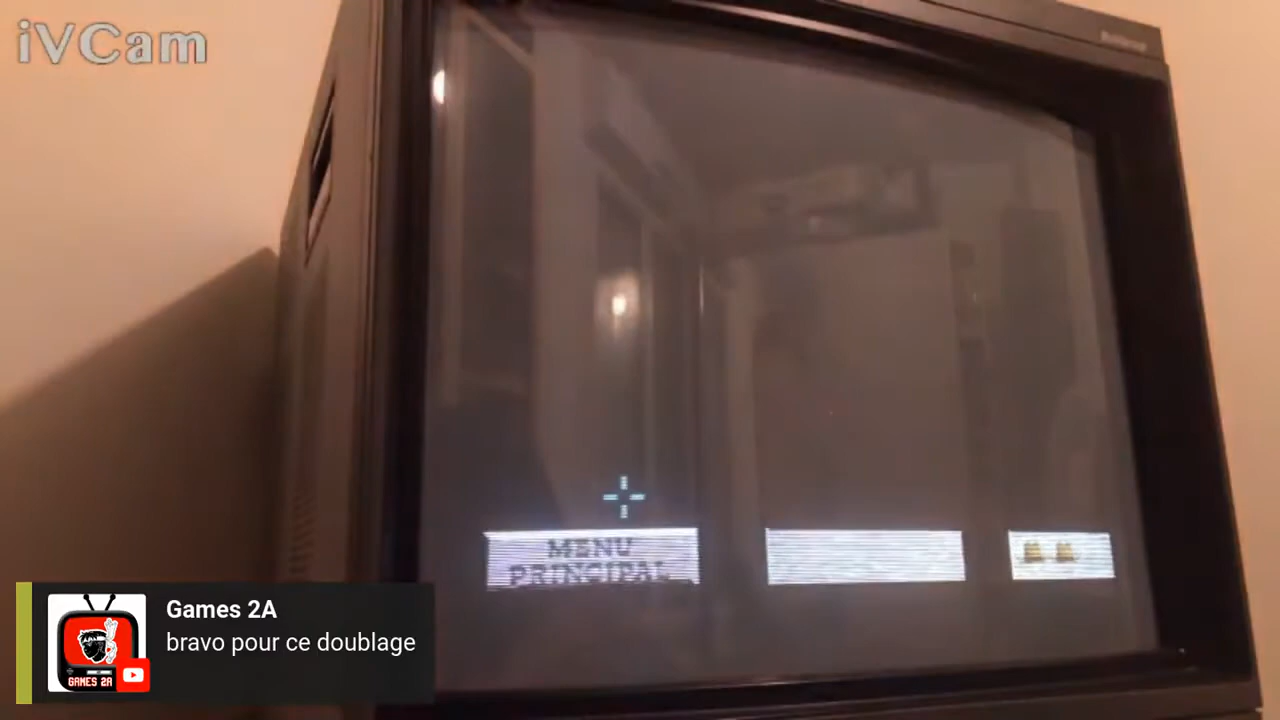 iVCam
MENU
PRINCIPAL
Games 2A
bravo pour ce doublage
GAMES 2A